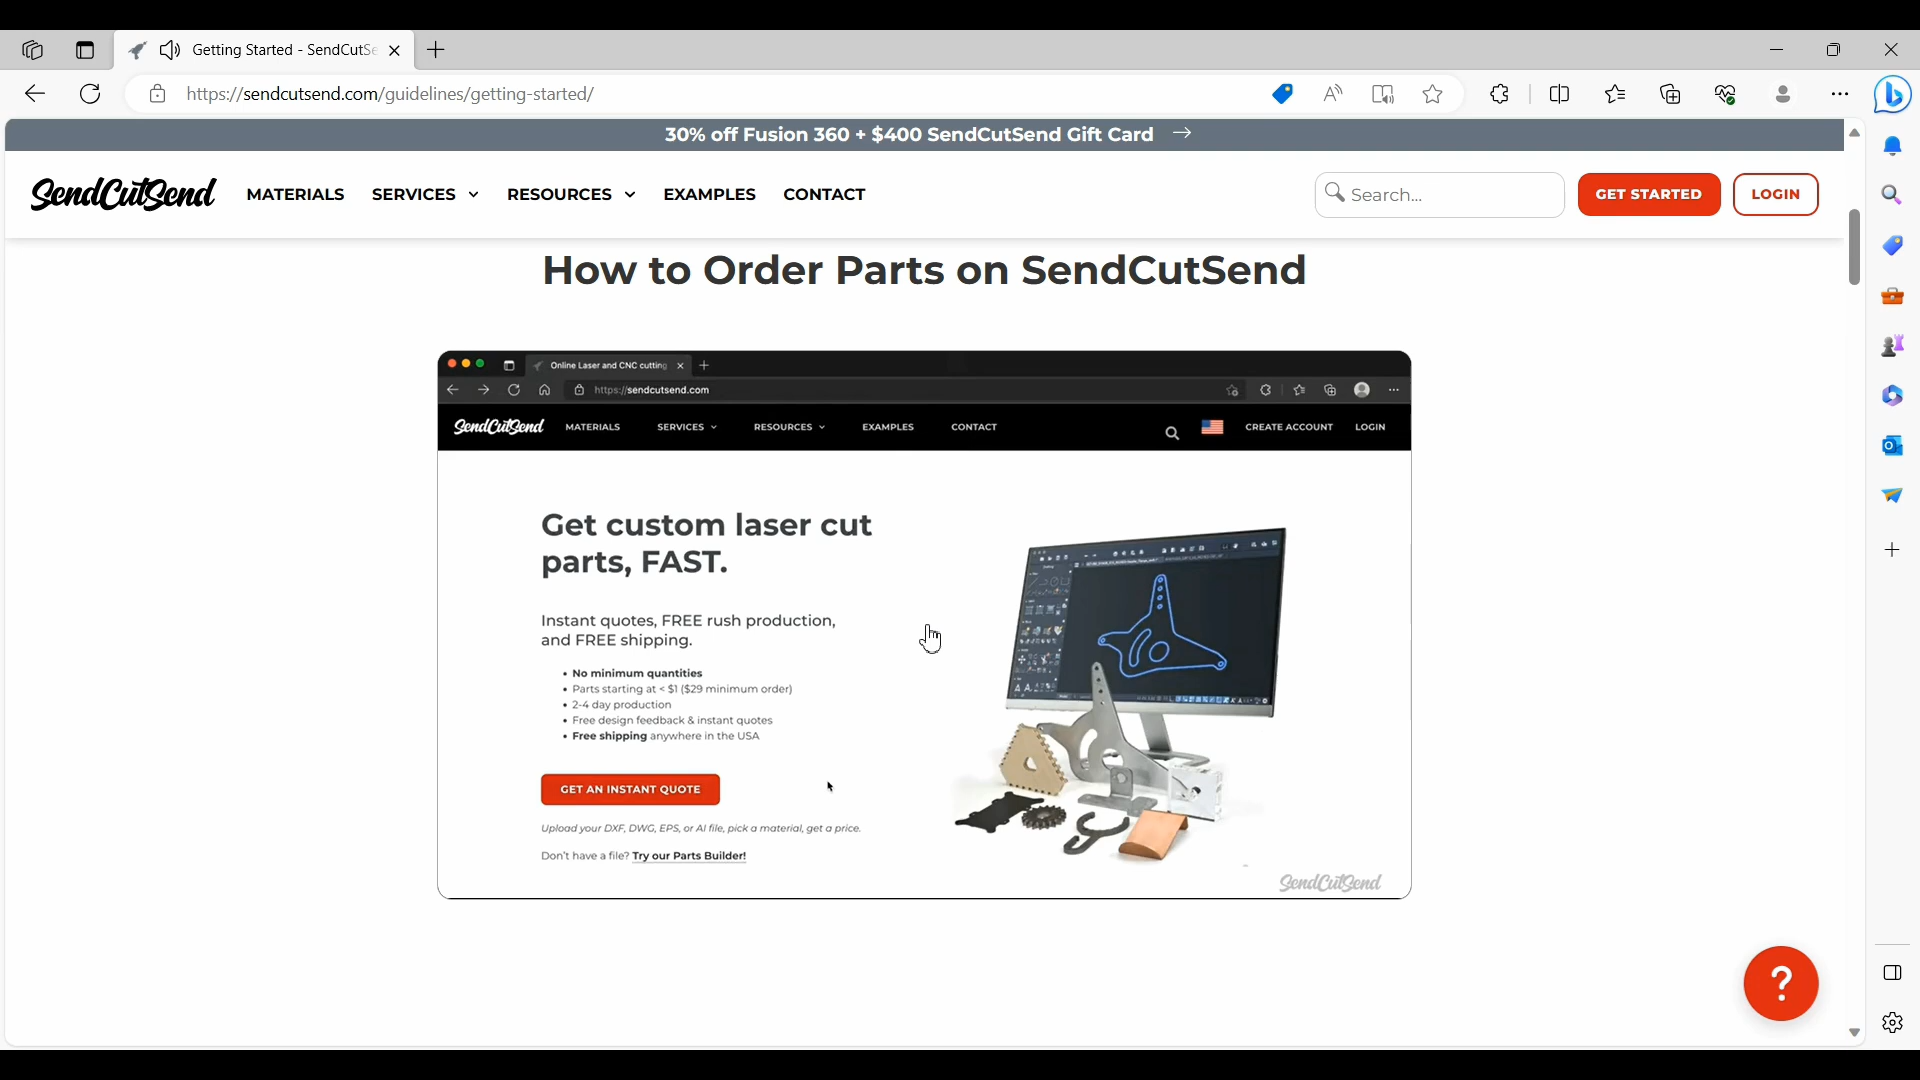 Getting Started - SendCutSe
https://sendcutsend.com/guidelines/getting-started/
30% off Fusion 360 + $400 SendCutSend Gift Card →
SendCutSend MATERIALS SERVICES RESOURCES EXAMPLES CONTACT Search... GET STARTED LOGIN
How to Order Parts on SendCutSend
Online Laser and CNC cutting
https://sendcutsend.com
SendCutSend MATERIALS SERVICES RESOURCES EXAMPLES CONTACT CREATE ACCOUNT LOGIN
Get custom laser cut
parts, FAST.
Instant quotes, FREE rush production,
and FREE shipping.
• No minimum quantities
• Parts starting at < $1 ($29 minimum order)
• 2-4 day production
• Free design feedback & instant quotes
• Free shipping anywhere in the USA
GET AN INSTANT QUOTE
Upload your DXF, DWG, EPS, or AI file, pick a material, get a price.
Don't have a file? Try our Parts Builder!
SendCutSend
?